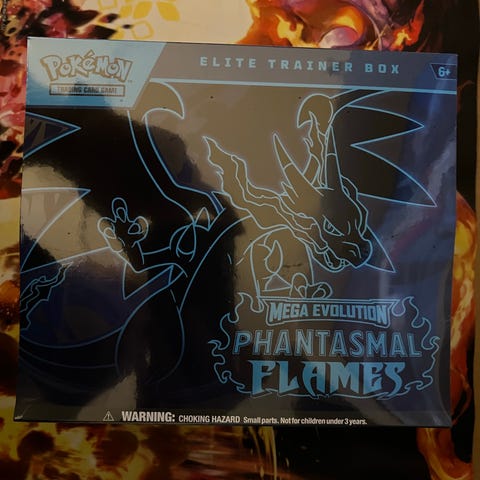 POKéMON
TRADING CARD GAME
ELITE TRAINER BOX
6+
MEGA EVOLUTION
PHANTASMAL
FLAMES
⚠ WARNING: CHOKING HAZARD. Small parts. Not for children under 3 years.